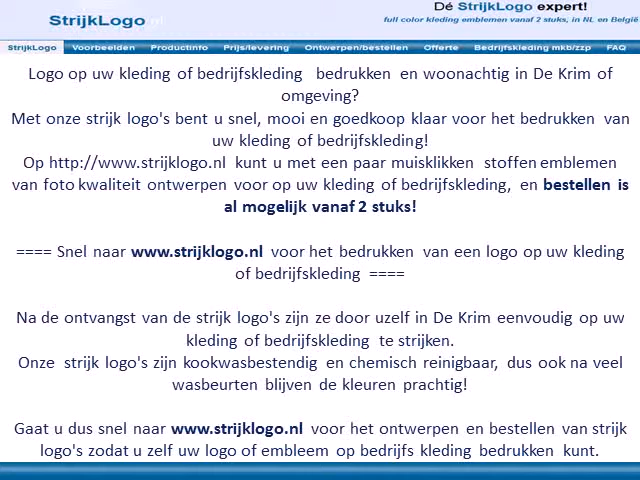 StrijkLogo.nl
Dé StrijkLogo expert!
full color kleding emblemen vanaf 2 stuks, in NL en België
StrijkLogo Voorbeelden Productinfo Prijs/levering Ontwerpen/bestellen Offerte Bedrijfskleding mkb/zzp FAQ
Logo op uw kleding of bedrijfskleding bedrukken en woonachtig in De Krim of
omgeving?
Met onze strijk logo's bent u snel, mooi en goedkoop klaar voor het bedrukken van
uw kleding of bedrijfskleding!
Op http://www.strijklogo.nl kunt u met een paar muisklikken stoffen emblemen
van foto kwaliteit ontwerpen voor op uw kleding of bedrijfskleding, en bestellen is
al mogelijk vanaf 2 stuks!
==== Snel naar www.strijklogo.nl voor het bedrukken van een logo op uw kleding
of bedrijfskleding ====
Na de ontvangst van de strijk logo's zijn ze door uzelf in De Krim eenvoudig op uw
kleding of bedrijfskleding te strijken.
Onze strijk logo's zijn kookwasbestendig en chemisch reinigbaar, dus ook na veel
wasbeurten blijven de kleuren prachtig!
Gaat u dus snel naar www.strijklogo.nl voor het ontwerpen en bestellen van strijk
logo's zodat u zelf uw logo of embleem op bedrijfs kleding bedrukken kunt.